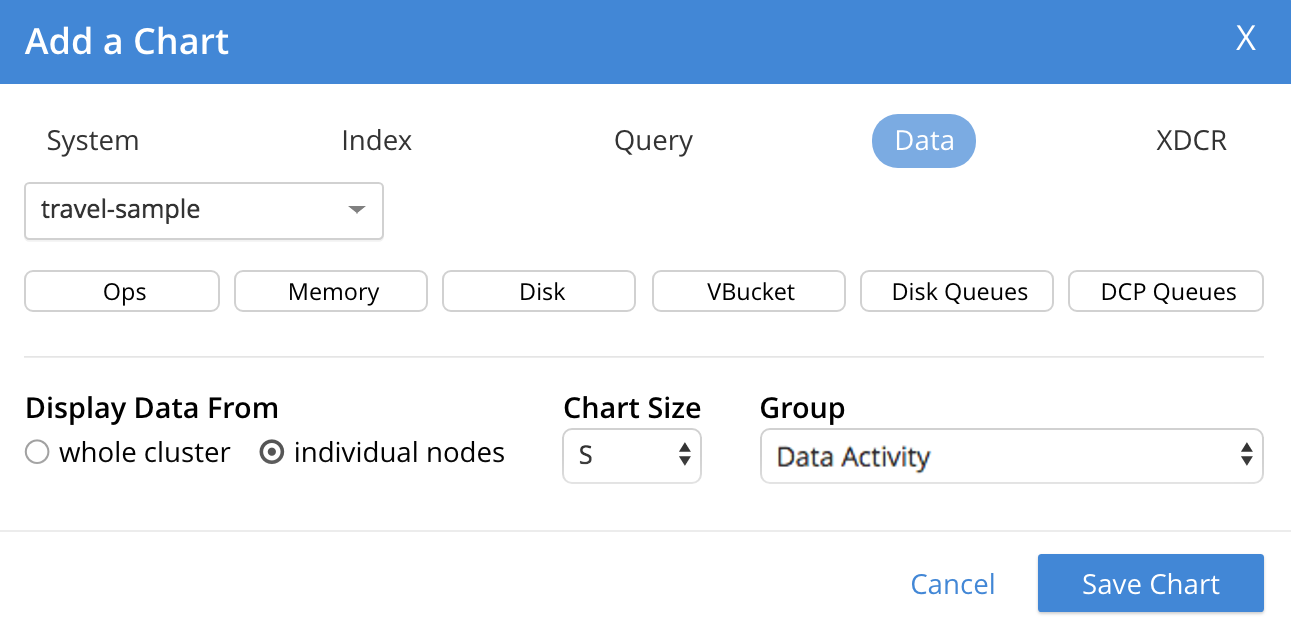 Add a Chart X
System Index Query Data XDCR
travel-sample
Ops Memory Disk VBucket Disk Queues DCP Queues
Display Data From Chart Size Group
whole cluster individual nodes S Data Activity
Cancel Save Chart